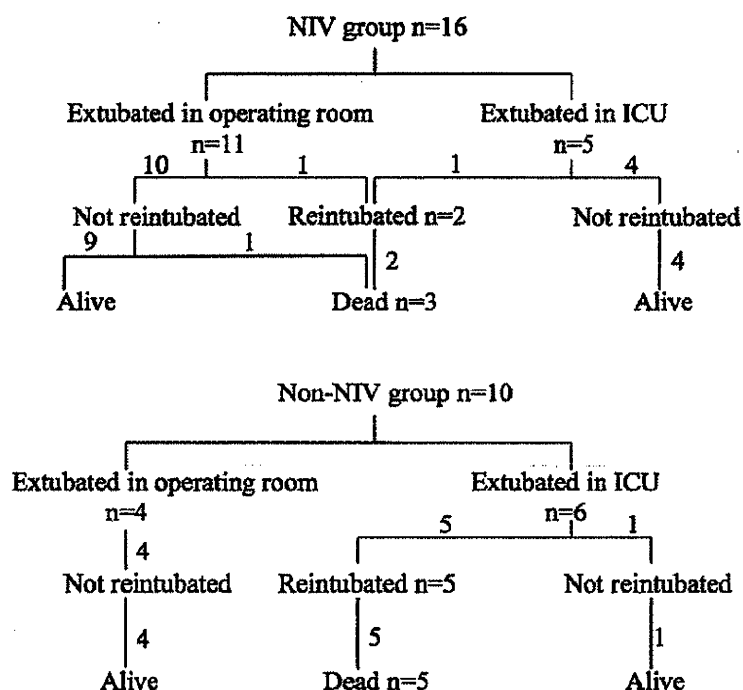 NIV group n=16
Extubated in operating room Extubated in ICU
n=11 n=5
10 1 1 4
Not reintubated Reintubated n=2 Not reintubated
9 1 2 4
Alive Dead n=3 Alive
Non-NIV group n=10
Extubated in operating room Extubated in ICU
n=4 n=6
5 1
4
Not reintubated Reintubated n=5 Not reintubated
4 5 1
Alive Dead n=5 Alive